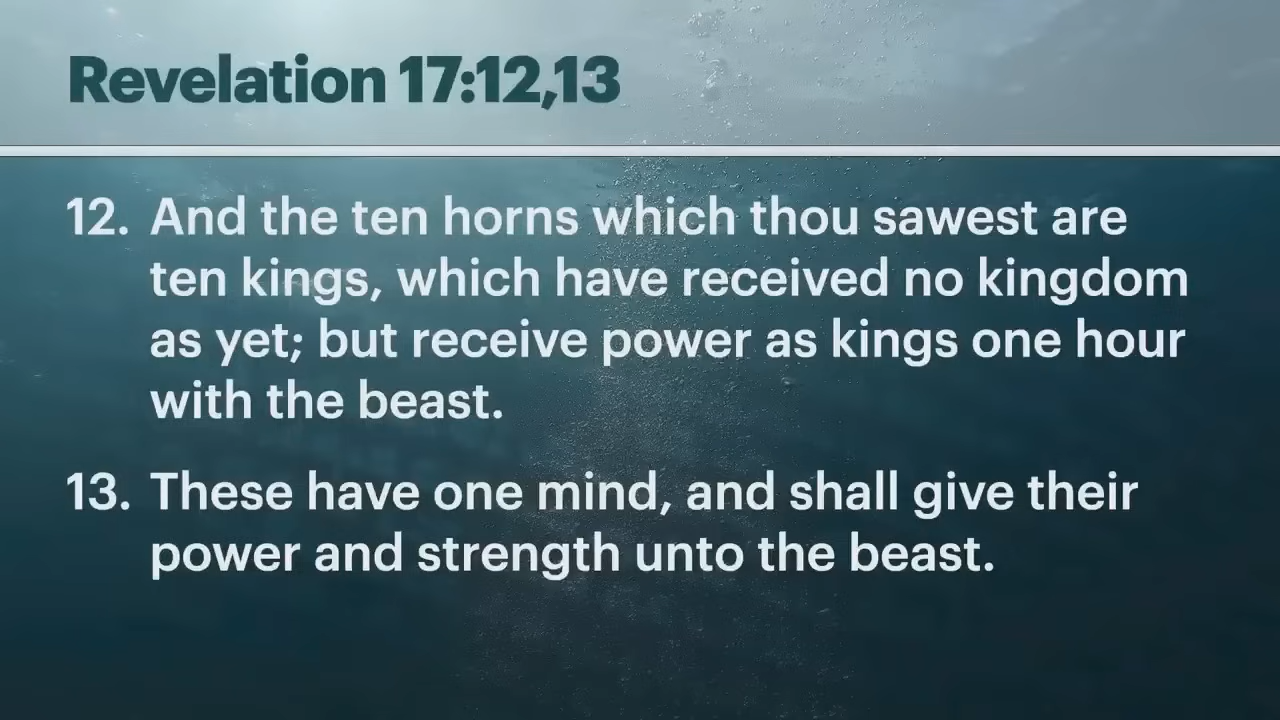 Revelation 17:12,13
12. And the ten horns which thou sawest are
ten kings, which have received no kingdom
as yet; but receive power as kings one hour
with the beast.
13. These have one mind, and shall give their
power and strength unto the beast.